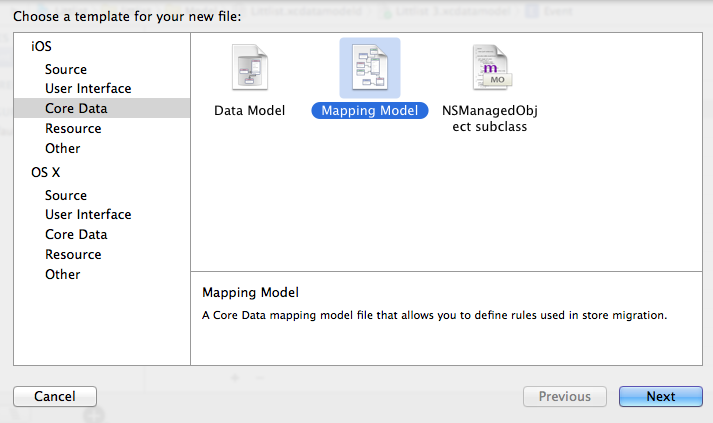 Choose a template for your new file:
iOS
Source
User Interface
Core Data
Resource
Other
OS X
Source
User Interface
Core Data
Resource
Other
Data Model
Mapping Model
NSManagedObj
ect subclass
m
MO
Mapping Model
A Core Data mapping model file that allows you to define rules used in store migration.
Cancel
Previous
Next